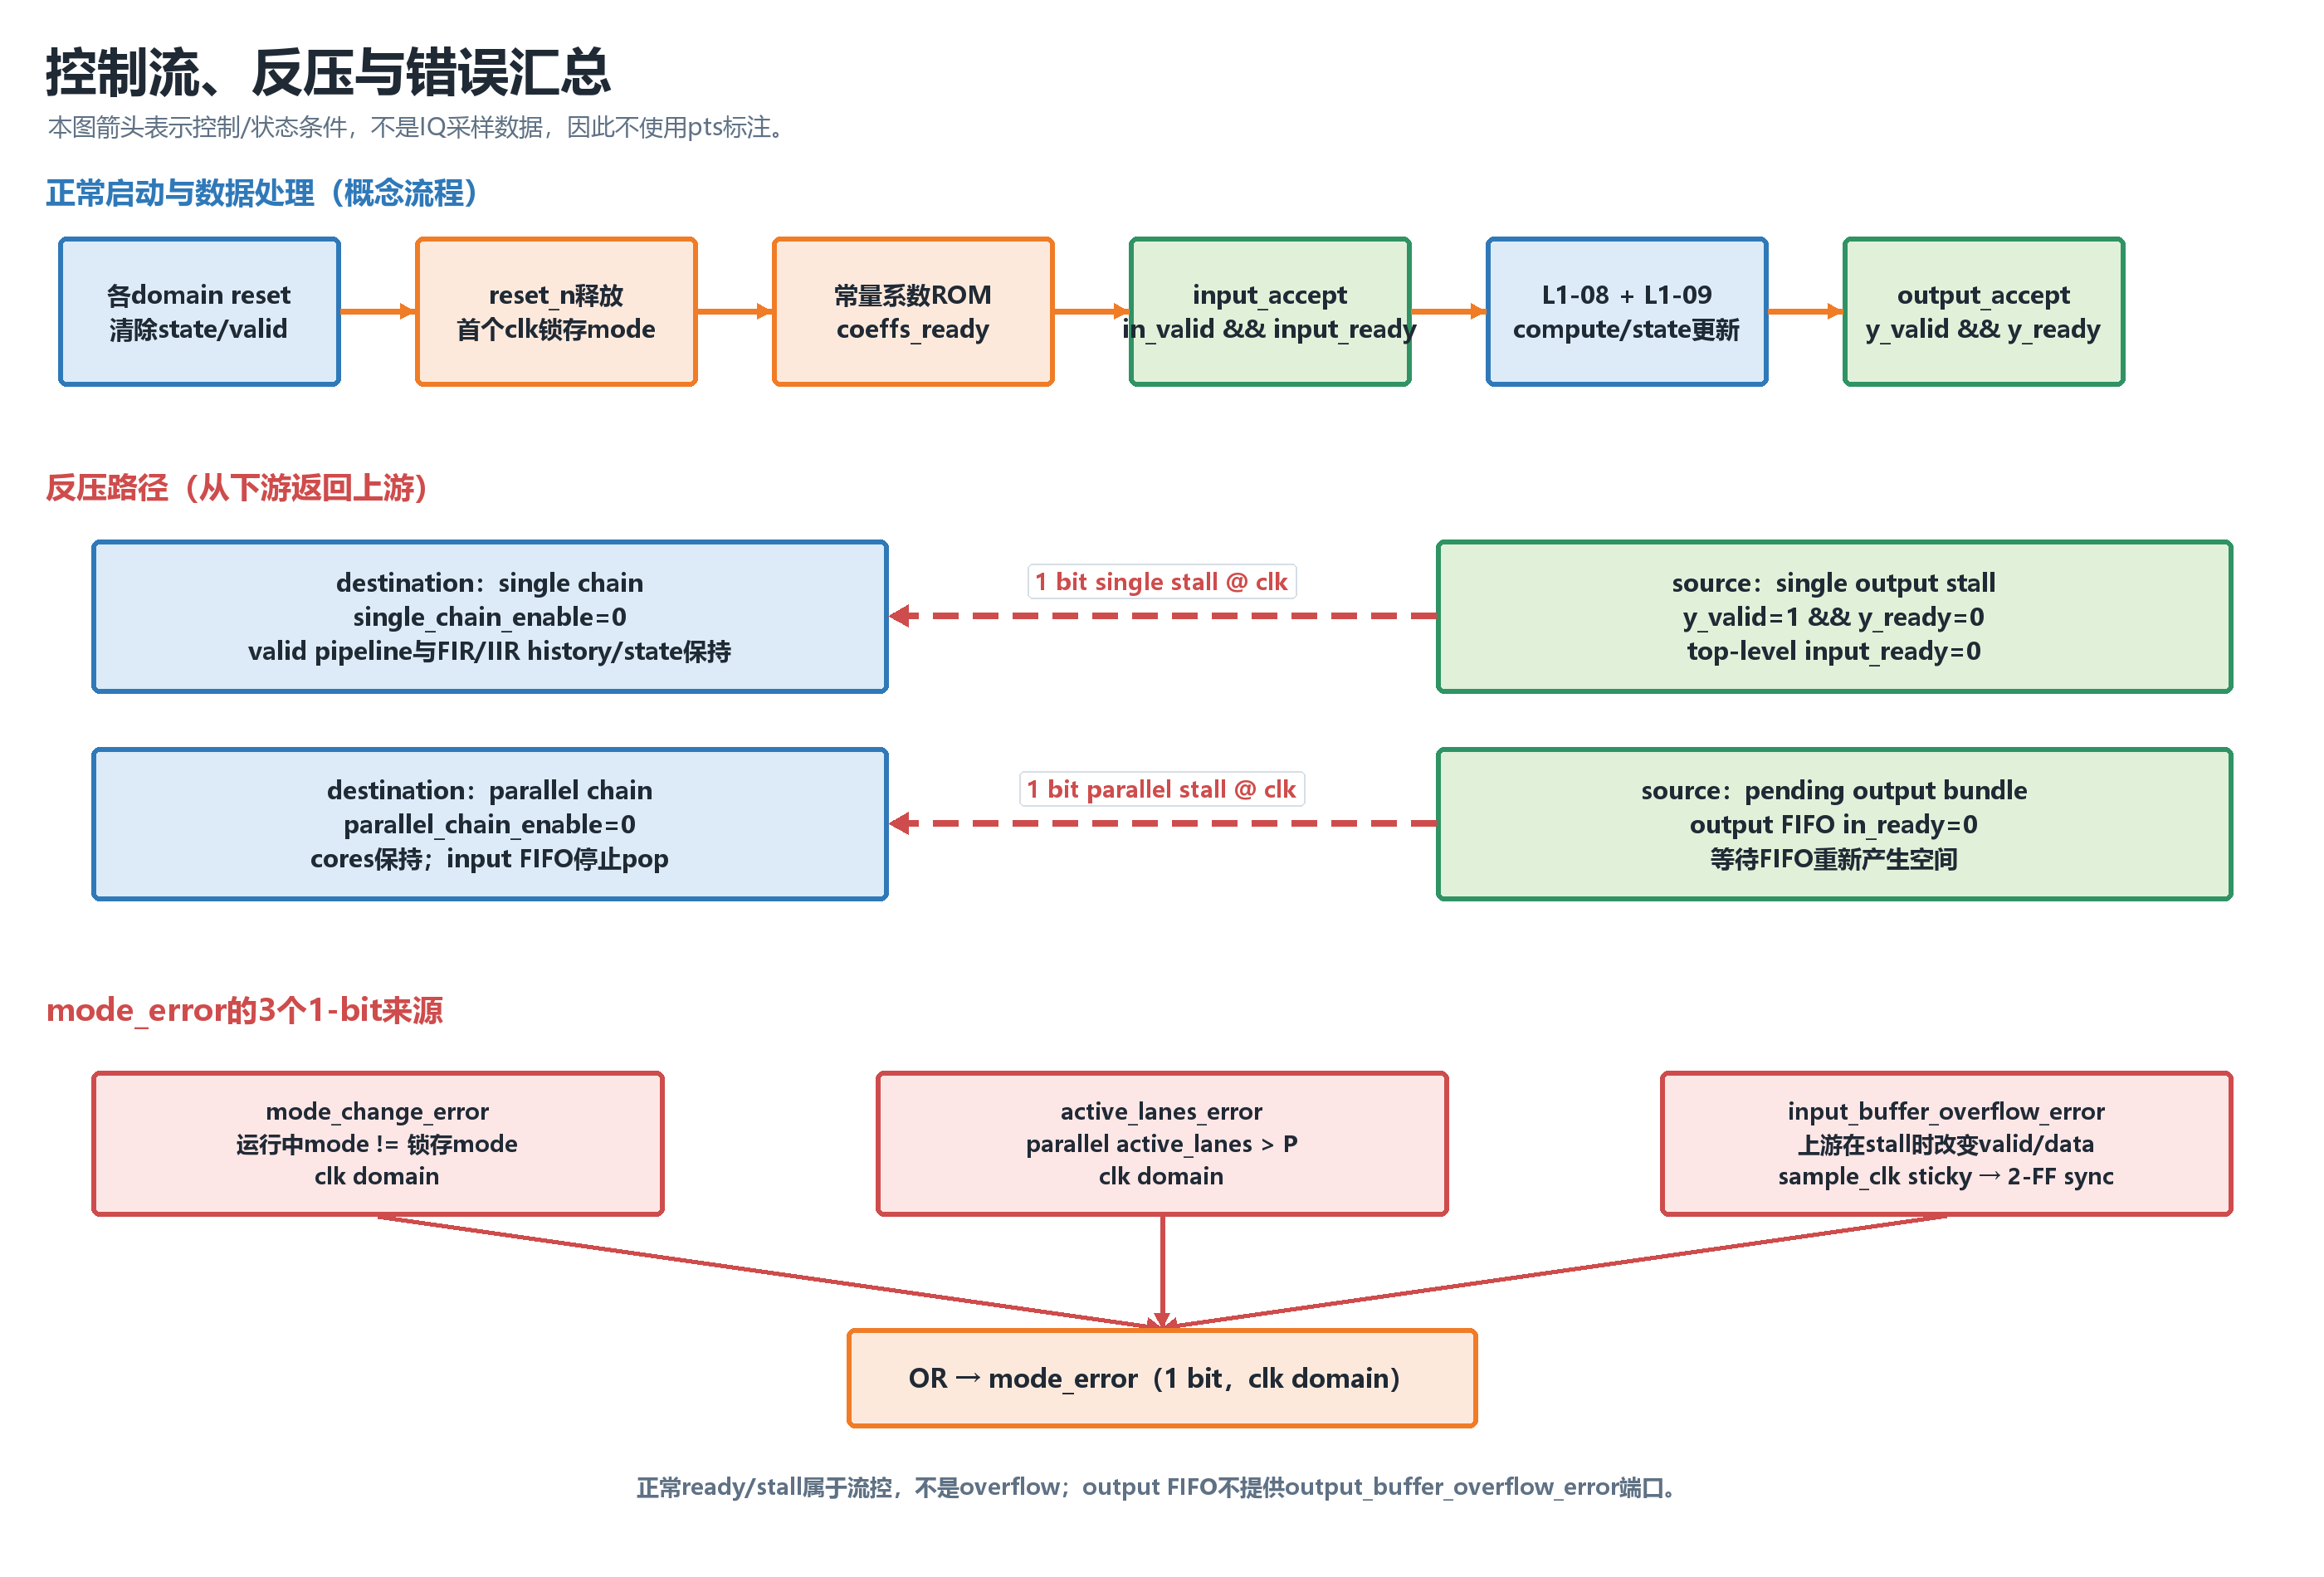 控制流、反压与错误汇总
本图箭头表示控制/状态条件，不是IQ采样数据，因此不使用pts标注。
正常启动与数据处理（概念流程）
各domain reset
清除state/valid
reset_n释放
首个clk锁存mode
常量系数ROM
coeffs_ready
input_accept
in_valid && input_ready
L1-08 + L1-09
compute/state更新
output_accept
y_valid && y_ready
反压路径（从下游返回上游）
destination：single chain
single_chain_enable=0
valid pipeline与FIR/IIR history/state保持
1 bit single stall @ clk
source：single output stall
y_valid=1 && y_ready=0
top-level input_ready=0
destination：parallel chain
parallel_chain_enable=0
cores保持；input FIFO停止pop
1 bit parallel stall @ clk
source：pending output bundle
output FIFO in_ready=0
等待FIFO重新产生空间
mode_error的3个1-bit来源
mode_change_error
运行中mode != 锁存mode
clk domain
active_lanes_error
parallel active_lanes > P
clk domain
input_buffer_overflow_error
上游在stall时改变valid/data
sample_clk sticky → 2-FF sync
OR → mode_error（1 bit，clk domain）
正常ready/stall属于流控，不是overflow；output FIFO不提供output_buffer_overflow_error端口。